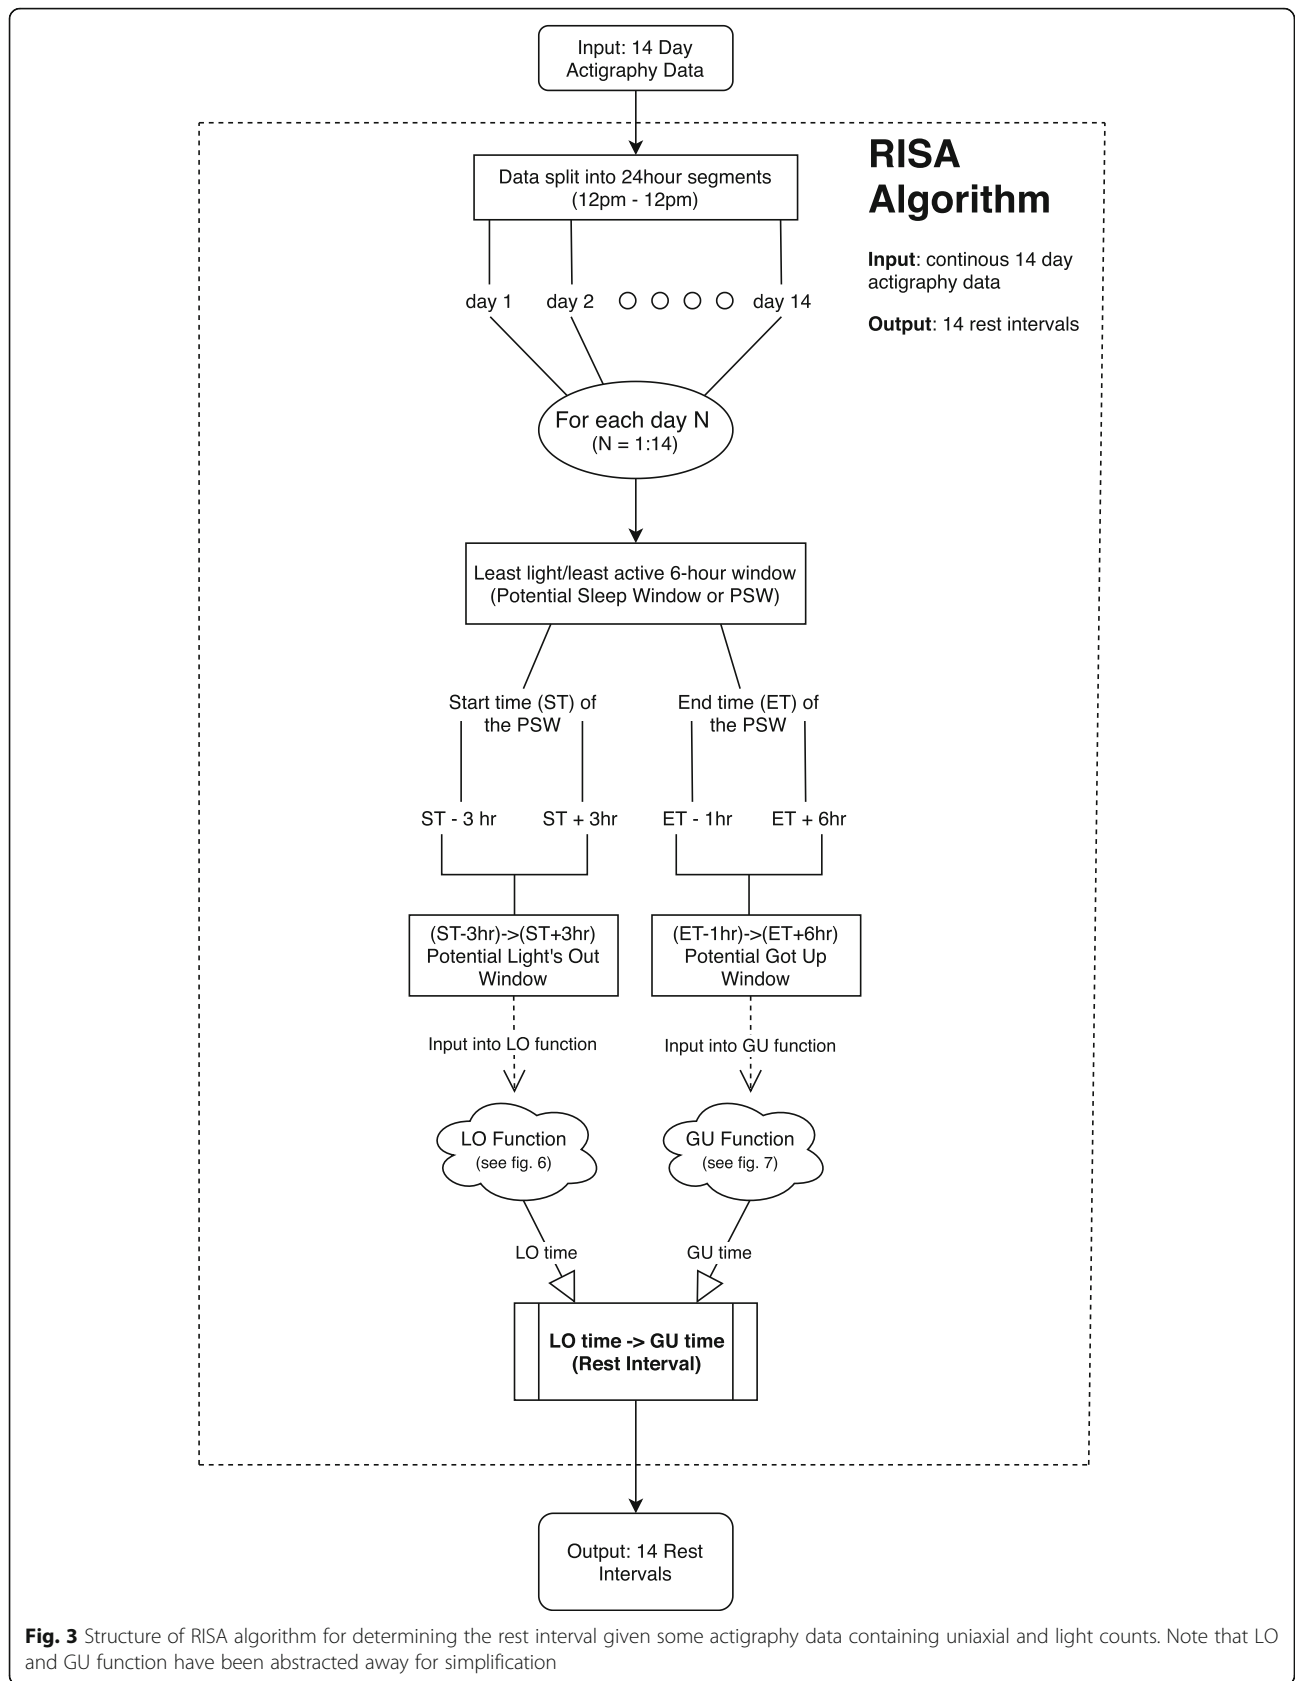 Input: 14 Day
Actigraphy Data
RISA
Algorithm
Input: continous 14 day
actigraphy data
Output: 14 rest intervals
Data split into 24hour segments
(12pm - 12pm)
day 1
day 2
day 14
For each day N
(N = 1:14)
Least light/least active 6-hour window
(Potential Sleep Window or PSW)
Start time (ST) of
the PSW
End time (ET) of
the PSW
ST - 3 hr
ST + 3hr
ET - 1hr
ET + 6hr
(ST-3hr)->(ST+3hr)
Potential Light's Out
Window
(ET-1hr)->(ET+6hr)
Potential Got Up
Window
Input into LO function
Input into GU function
LO Function
(see fig. 6)
GU Function
(see fig. 7)
LO time
GU time
LO time -> GU time
(Rest Interval)
Output: 14 Rest
Intervals
Fig. 3 Structure of RISA algorithm for determining the rest interval given some actigraphy data containing uniaxial and light counts. Note that LO
and GU function have been abstracted away for simplification